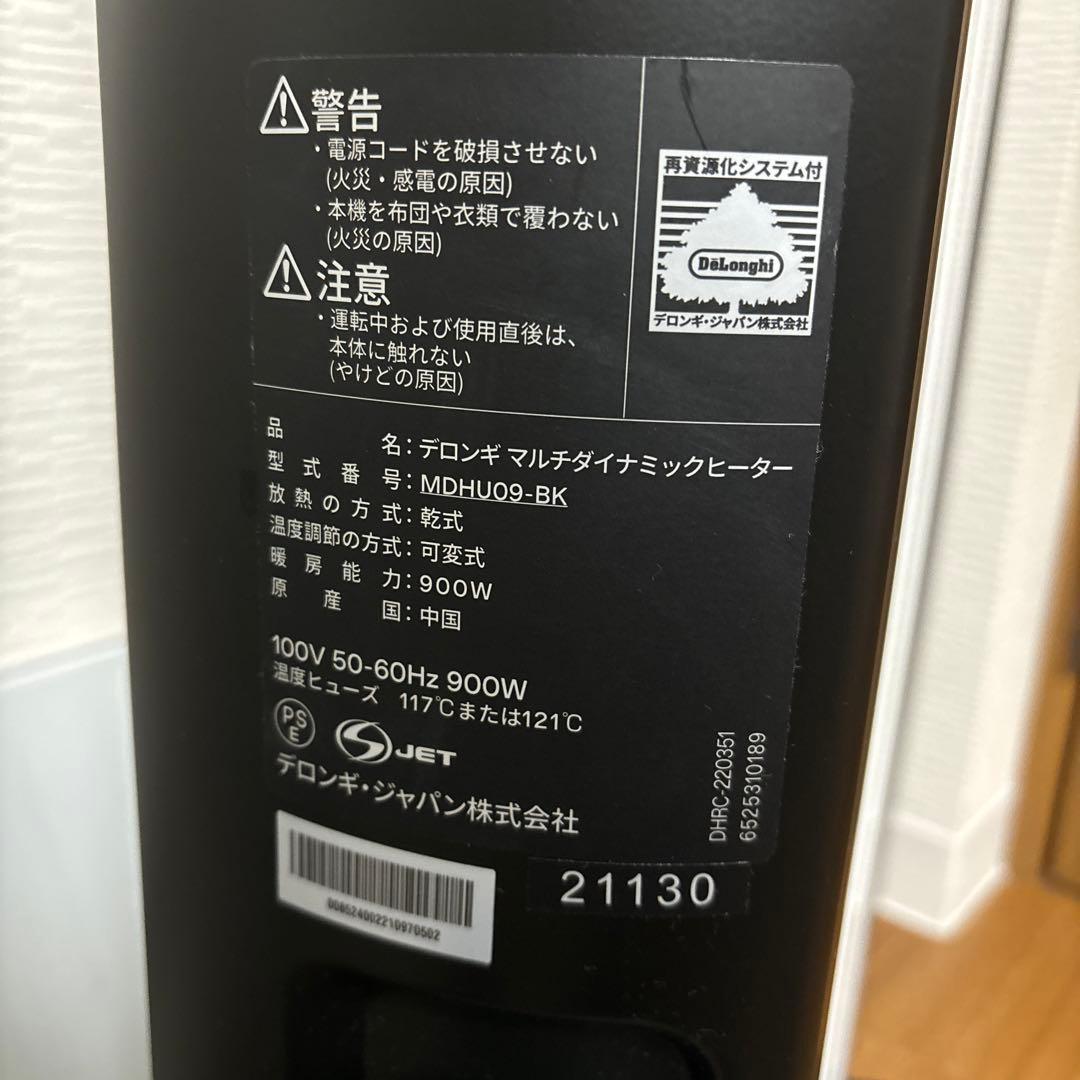 警告
・電源コードを破損させない
(火災・感電の原因)
・本機を布団や衣類で覆わない
(火災の原因)
注意
・運転中および使用直後は、
本体に触れない
(やけどの原因)
再資源化システム付
DēLonghi
デロンギ・ジャパン株式会社
品名：デロンギ マルチダイナミックヒーター
型式番号：MDHU09-BK
放熱の方式：乾式
温度調節の方式：可変式
暖房能力：900W
原産国：中国
100V 50-60Hz 900W
温度ヒューズ 117℃または121℃
PSE
JET
デロンギ・ジャパン株式会社
DHRC-220351
6525310189
21130
00652400221097​0502